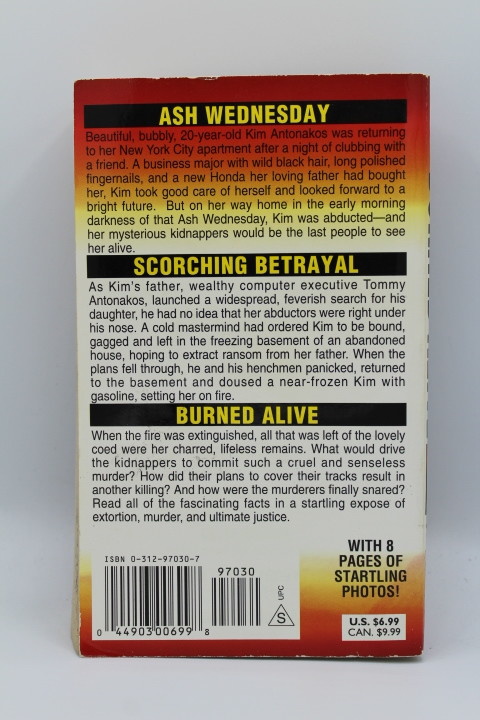 ASH WEDNESDAY
Beautiful, bubbly, 20-year-old Kim Antonakos was returning
to her New York City apartment after a night of clubbing with
a friend. A business major with wild black hair, long polished
fingernails, and a new Honda her loving father had bought
her, Kim took good care of herself and looked forward to a
bright future. But on her way home in the early morning
darkness of that Ash Wednesday, Kim was abducted—and
her mysterious kidnappers would be the last people to see
her alive.
SCORCHING BETRAYAL
As Kim's father, wealthy computer executive Tommy
Antonakos, launched a widespread, feverish search for his
daughter, he had no idea that her abductors were right under
his nose. A cold mastermind had ordered Kim to be bound,
gagged and left in the freezing basement of an abandoned
house, hoping to extract ransom from her father. When the
plans fell through, he and his henchmen panicked, returned
to the basement and doused a near-frozen Kim with
gasoline, setting her on fire.
BURNED ALIVE
When the fire was extinguished, all that was left of the lovely
coed were her charred, lifeless remains. What would drive
the kidnappers to commit such a cruel and senseless
murder? How did their plans to cover their tracks result in
another killing? And how were the murderers finally snared?
Read all of the fascinating facts in a startling expose of
extortion, murder, and ultimate justice.
WITH 8
PAGES OF
STARTLING
PHOTOS!
ISBN 0-312-97030-7
97030
0 44903 00699 8
UPC
S
U.S. $6.99
CAN. $9.99